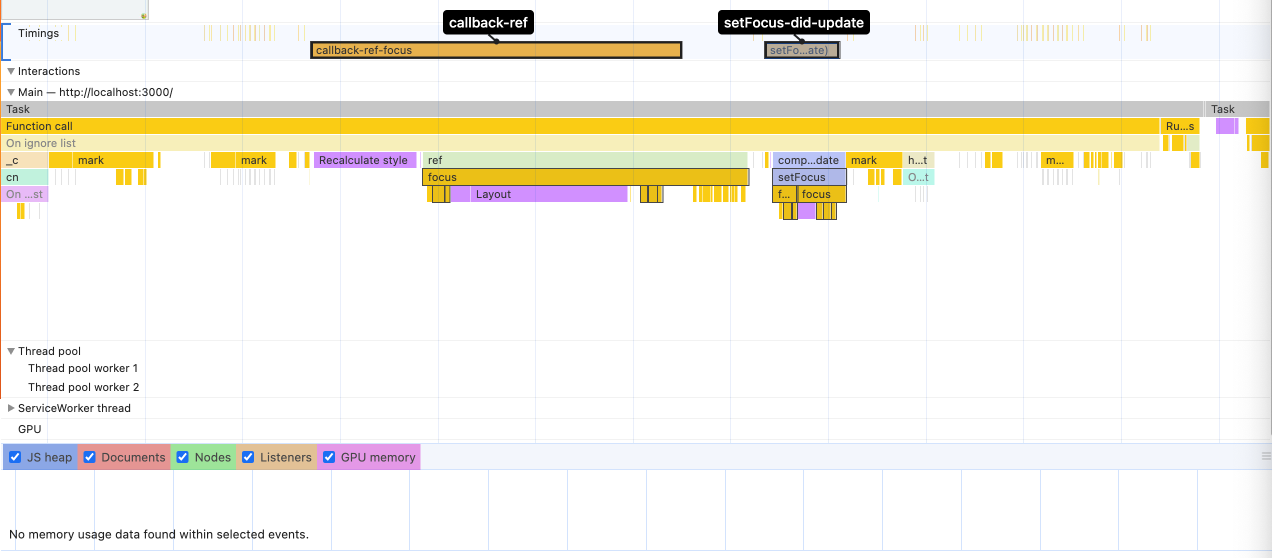 callback-ref
setFocus-did-update
Timings
callback-ref-focus
setFo...ate)
Interactions
Main — http://localhost:3000/
Task
Task
Function call
Ru...s
On ignore list
_c
mark
mark
Recalculate style
ref
comp...date
mark
h...t
m...
cn
focus
setFocus
O...t
On ...st
Layout
f...
focus
Thread pool
Thread pool worker 1
Thread pool worker 2
ServiceWorker thread
GPU
JS heap
Documents
Nodes
Listeners
GPU memory
No memory usage data found within selected events.